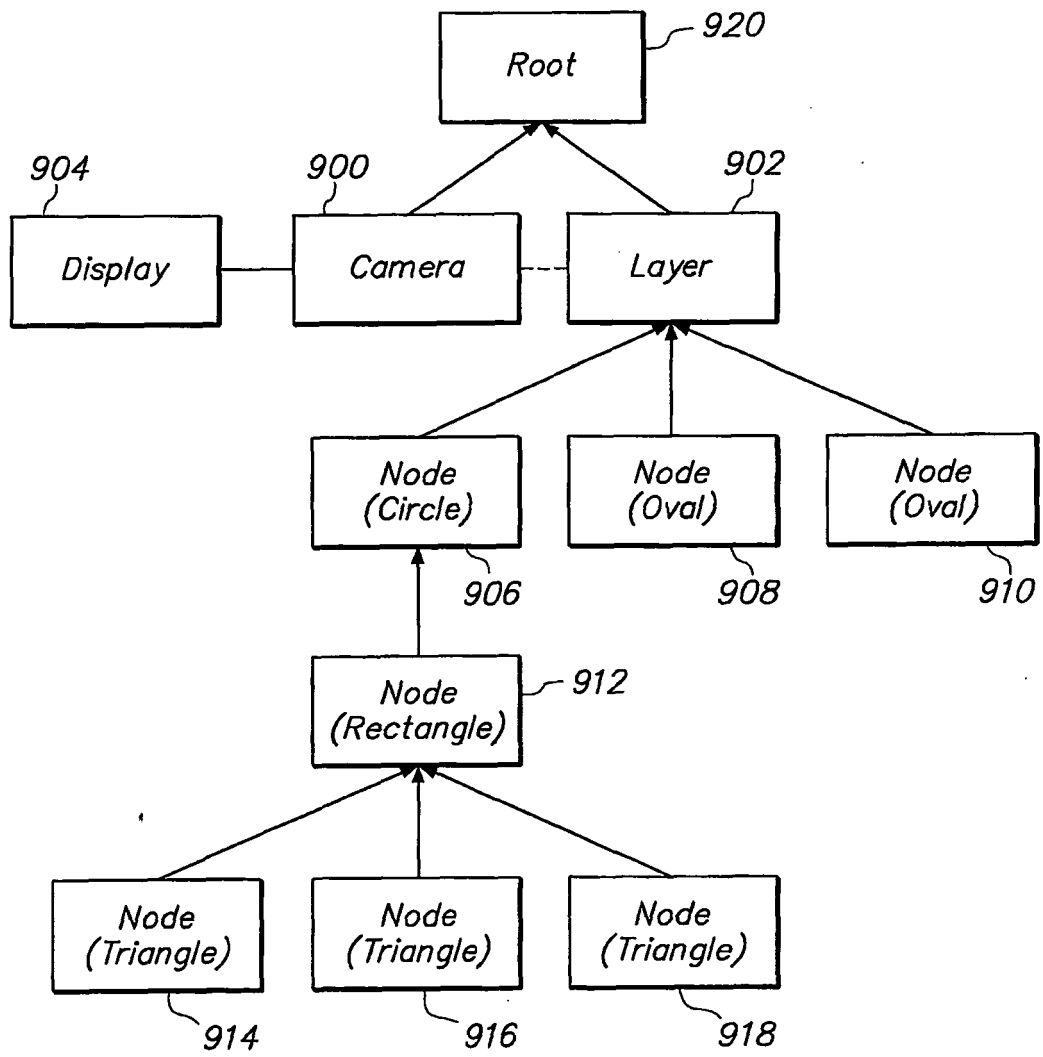 920
Root
904
900
902
Display
Camera
Layer
Node
(Circle)
Node
(Oval)
Node
(Oval)
906
908
910
Node
(Rectangle)
912
Node
(Triangle)
Node
(Triangle)
Node
(Triangle)
914
916
918